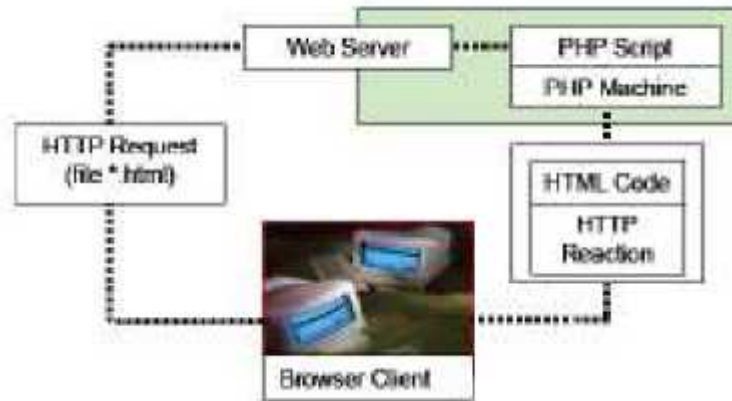 Web Server
PHP Script
PHP Machine
HTTP Request
(file *.html)
HTML Code
HTTP
Reaction
Browser Client